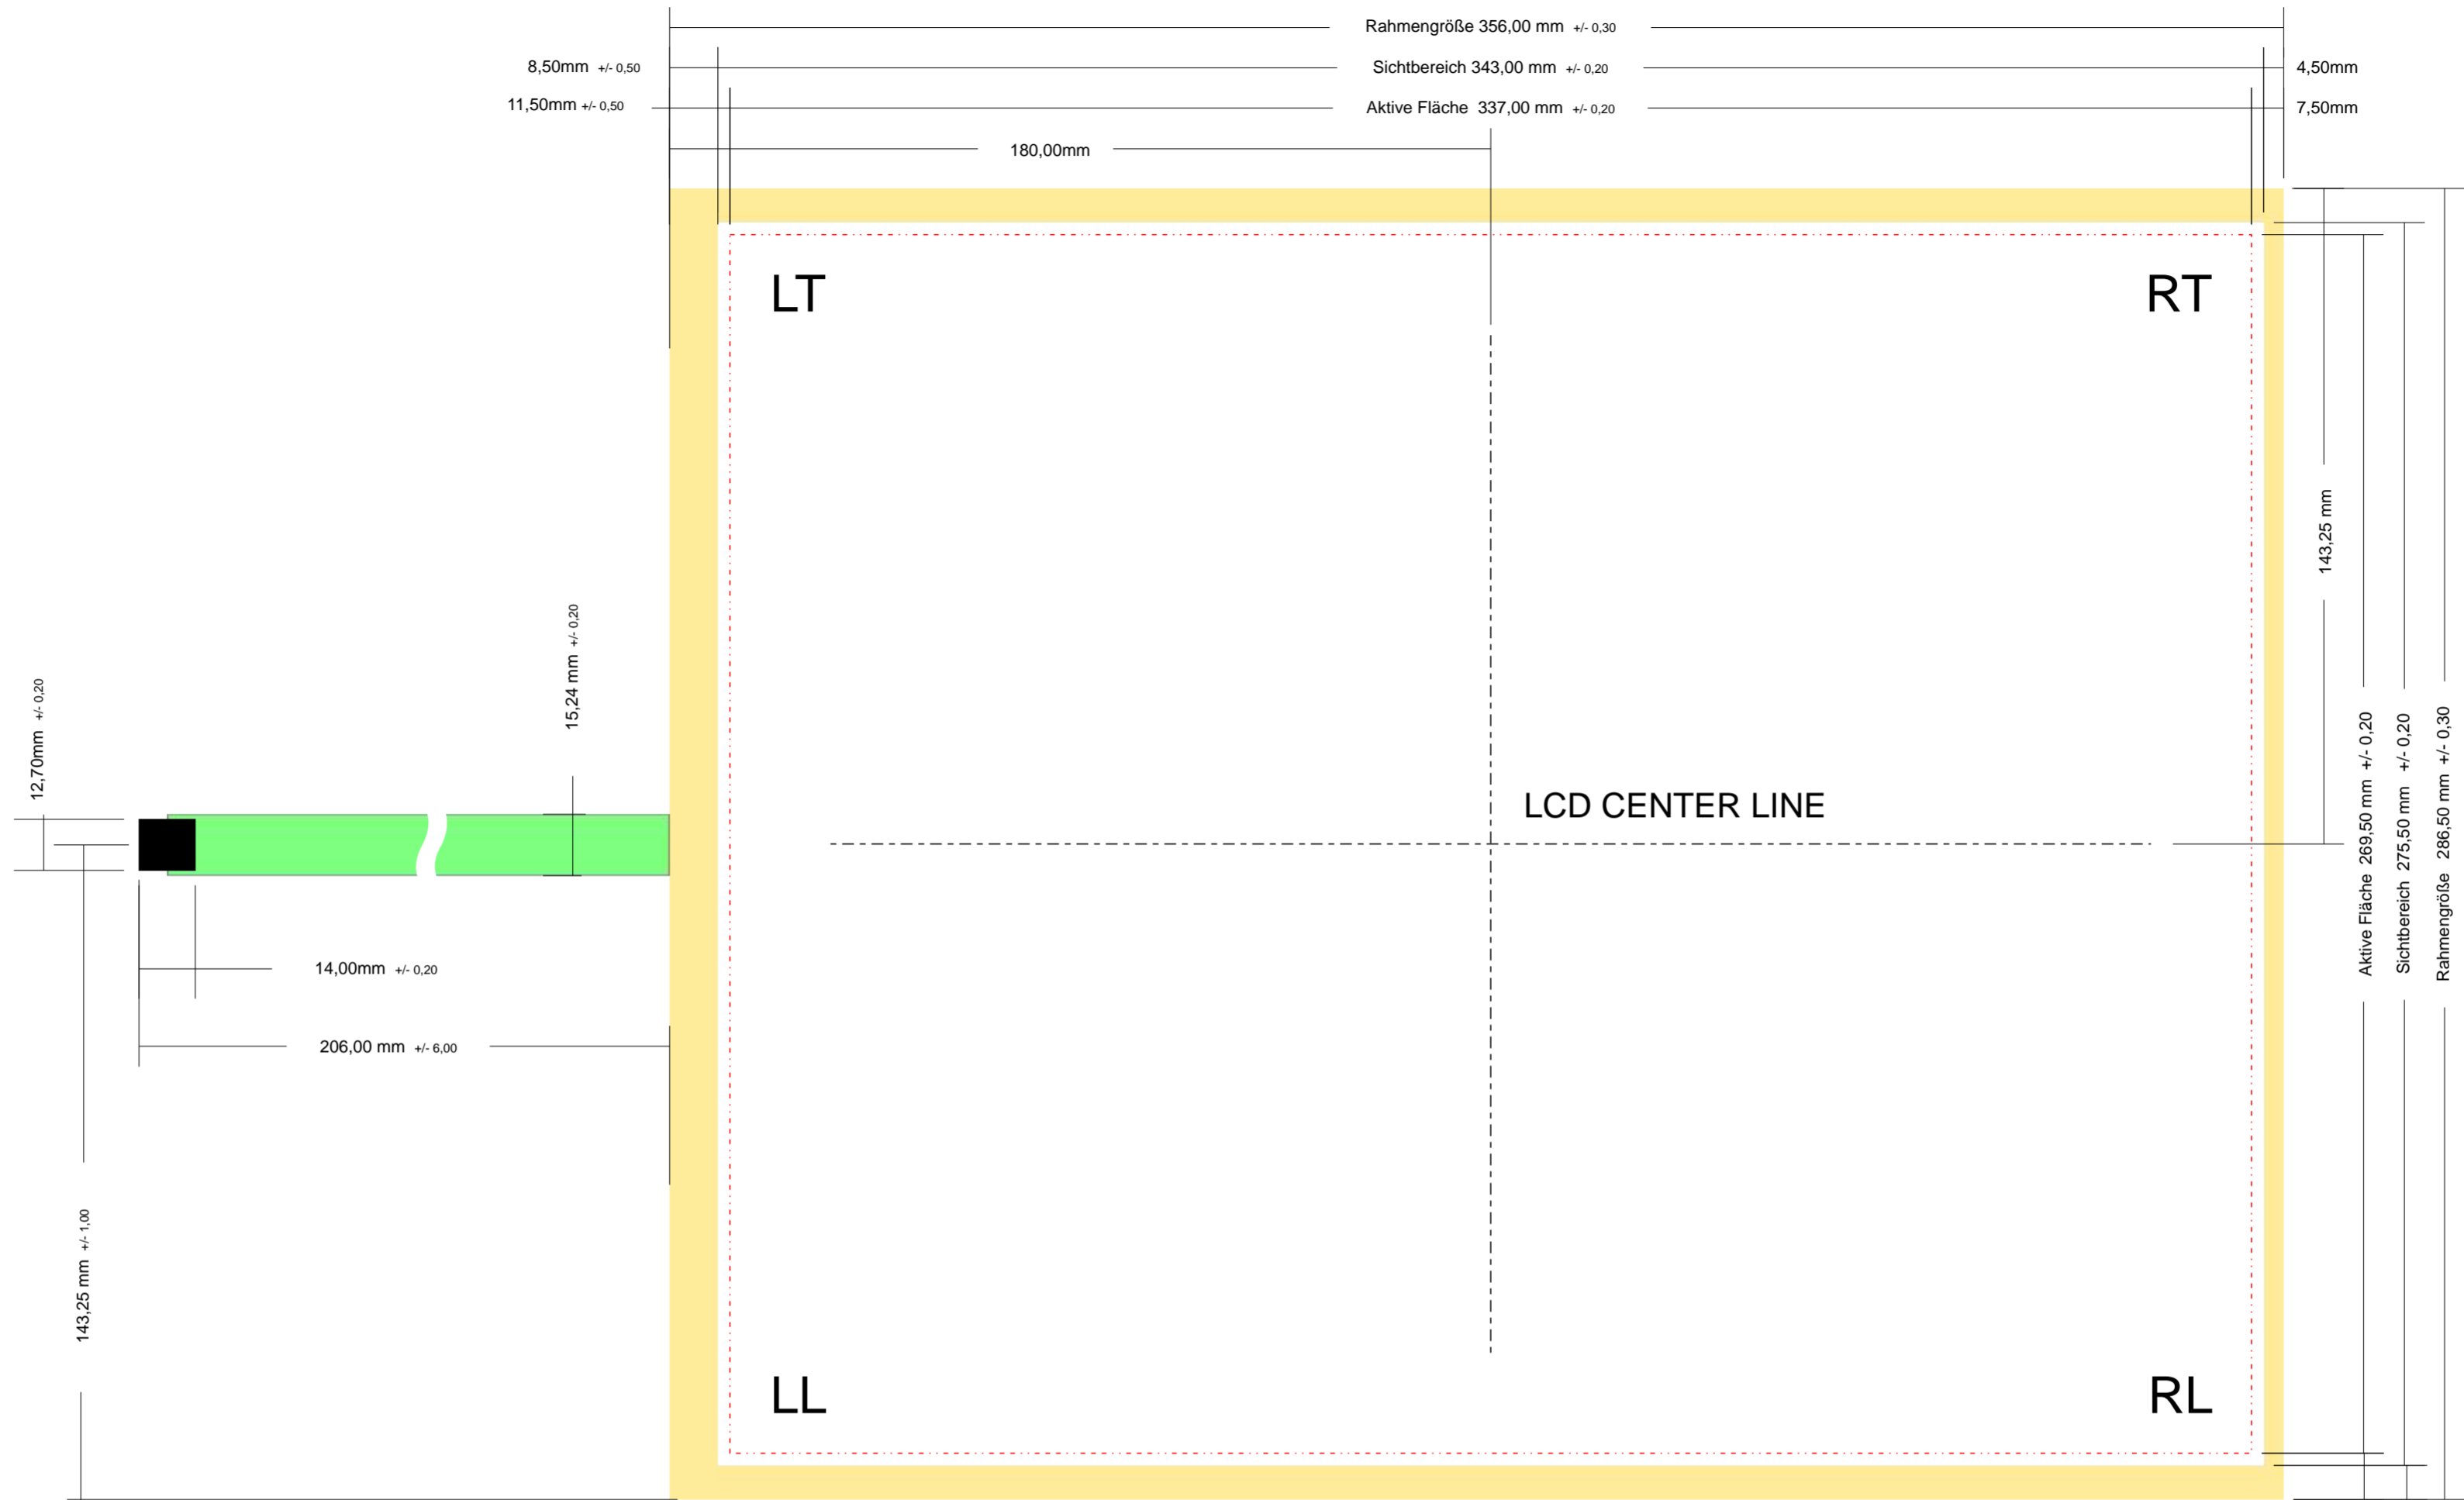 Rahmengröße 356,00 mm +/- 0,30
8,50mm +/- 0,50
Sichtbereich 343,00 mm +/- 0,20
4,50mm
11,50mm +/- 0,50
Aktive Fläche 337,00 mm +/- 0,20
7,50mm
180,00mm
LT
RT
143,25 mm
15,24 mm +/- 0,20
12,70mm +/- 0,20
LCD CENTER LINE
Aktive Fläche 269,50 mm +/- 0,20
Sichtbereich 275,50 mm +/- 0,20
Rahmengröße 286,50 mm +/- 0,30
14,00mm +/- 0,20
206,00 mm +/- 6,00
143,25 mm +/- 1,00
LL
RL